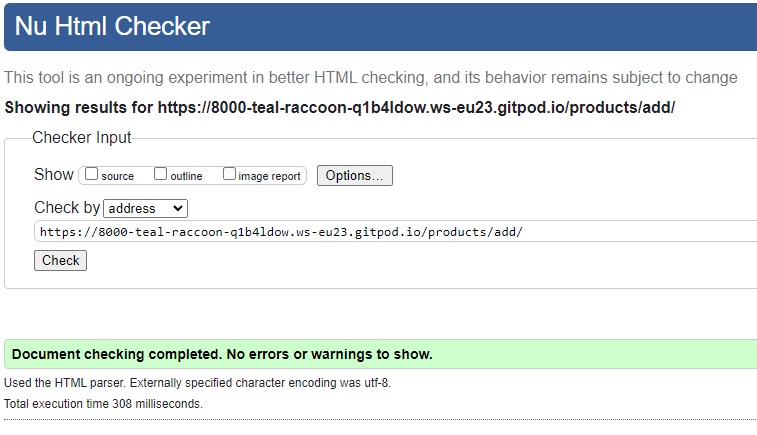 Nu Html Checker
This tool is an ongoing experiment in better HTML checking, and its behavior remains subject to change
Showing results for https://8000-teal-raccoon-q1b4ldow.ws-eu23.gitpod.io/products/add/
Checker Input
Show source outline image report Options...
Check by address
https://8000-teal-raccoon-q1b4ldow.ws-eu23.gitpod.io/products/add/
Check
Document checking completed. No errors or warnings to show.
Used the HTML parser. Externally specified character encoding was utf-8.
Total execution time 308 milliseconds.